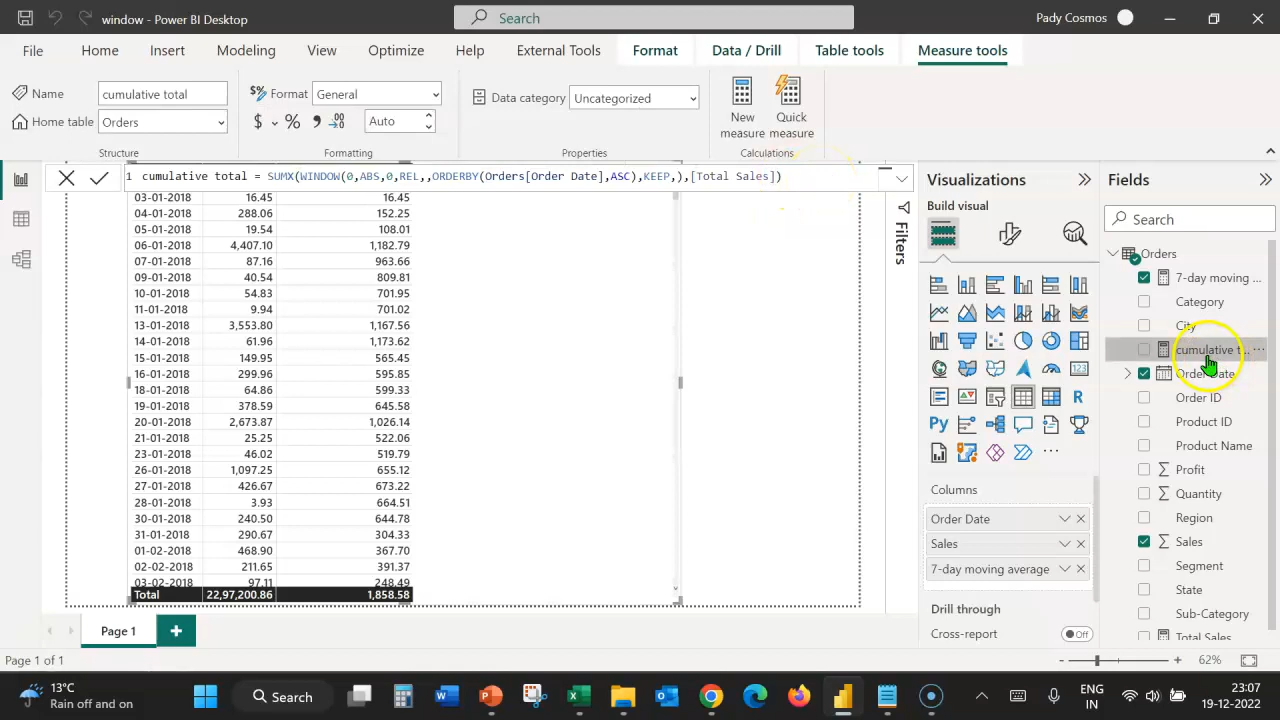 window - Power BI Desktop
Search
Pady Cosmos
File
Home
Insert
Modeling
View
Optimize
Help
External Tools
Format
Data / Drill
Table tools
Measure tools
Name
cumulative total
Home table
Orders
Structure
Format
General
$
%
Auto
Formatting
Data category
Uncategorized
Properties
New measure
Quick measure
Calculations
1 cumulative total = SUMX(WINDOW(0,ABS,0,REL,,ORDERBY(Orders[Order Date],ASC),KEEP,),[Total Sales])
03-01-2018 16.45 16.45
04-01-2018 288.06 152.25
05-01-2018 19.54 108.01
06-01-2018 4,407.10 1,182.79
07-01-2018 87.16 963.66
09-01-2018 40.54 809.81
10-01-2018 54.83 701.95
11-01-2018 9.94 701.02
13-01-2018 3,553.80 1,167.56
14-01-2018 61.96 1,173.62
15-01-2018 149.95 565.45
16-01-2018 299.96 595.85
18-01-2018 64.86 599.33
19-01-2018 378.59 645.58
20-01-2018 2,673.87 1,026.14
21-01-2018 25.25 522.06
23-01-2018 46.02 519.79
26-01-2018 1,097.25 655.12
27-01-2018 426.67 673.22
28-01-2018 3.93 664.51
30-01-2018 240.50 644.78
31-01-2018 290.67 304.33
01-02-2018 468.90 367.70
02-02-2018 211.65 391.37
03-02-2018 97.11 248.49
Total 22,97,200.86 1,858.58
Filters
Visualizations
Build visual
R
Py
123
Columns
Order Date
Sales
7-day moving average
Drill through
Cross-report
Off
Fields
Search
Orders
7-day moving ...
Category
City
cumulative t...
Order Date
Order ID
Product ID
Product Name
Profit
Quantity
Region
Sales
Segment
State
Sub-Category
Total Sales
Page 1
Page 1 of 1
62%
13°C
Rain off and on
Search
ENG
IN
23:07
19-12-2022